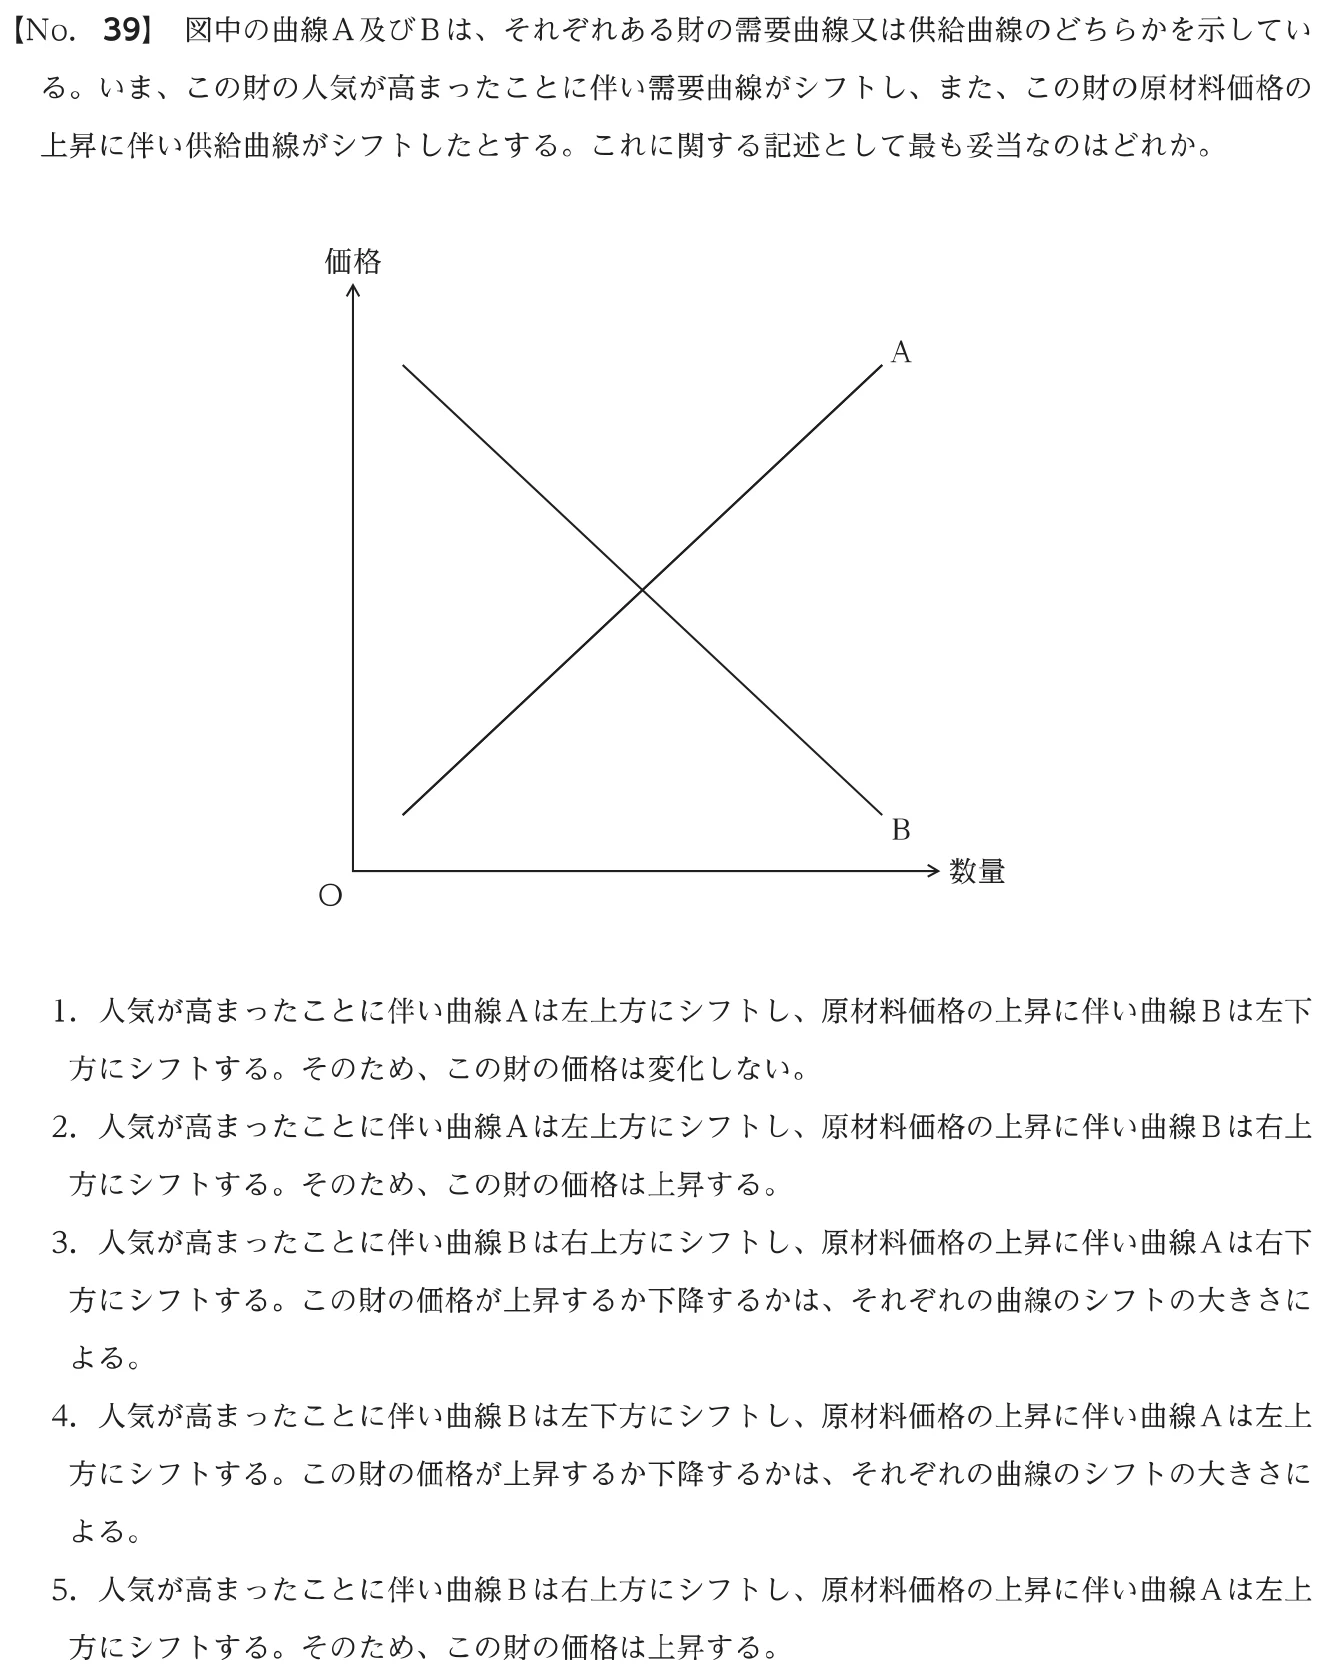 【No. 39】 図中の曲線A及びBは、それぞれある財の需要曲線又は供給曲線のどちらかを示してい
る。いま、この財の人気が高まったことに伴い需要曲線がシフトし、また、この財の原材料価格の
上昇に伴い供給曲線がシフトしたとする。これに関する記述として最も妥当なのはどれか。
価格
A
B
数量
O
1. 人気が高まったことに伴い曲線Aは左上方にシフトし、原材料価格の上昇に伴い曲線Bは左下
方にシフトする。そのため、この財の価格は変化しない。
2. 人気が高まったことに伴い曲線Aは左上方にシフトし、原材料価格の上昇に伴い曲線Bは右上
方にシフトする。そのため、この財の価格は上昇する。
3. 人気が高まったことに伴い曲線Bは右上方にシフトし、原材料価格の上昇に伴い曲線Aは右下
方にシフトする。この財の価格が上昇するか下降するかは、それぞれの曲線のシフトの大きさに
よる。
4. 人気が高まったことに伴い曲線Bは左下方にシフトし、原材料価格の上昇に伴い曲線Aは左上
方にシフトする。この財の価格が上昇するか下降するかは、それぞれの曲線のシフトの大きさに
よる。
5. 人気が高まったことに伴い曲線Bは右上方にシフトし、原材料価格の上昇に伴い曲線Aは左上
方にシフトする。そのため、この財の価格は上昇する。